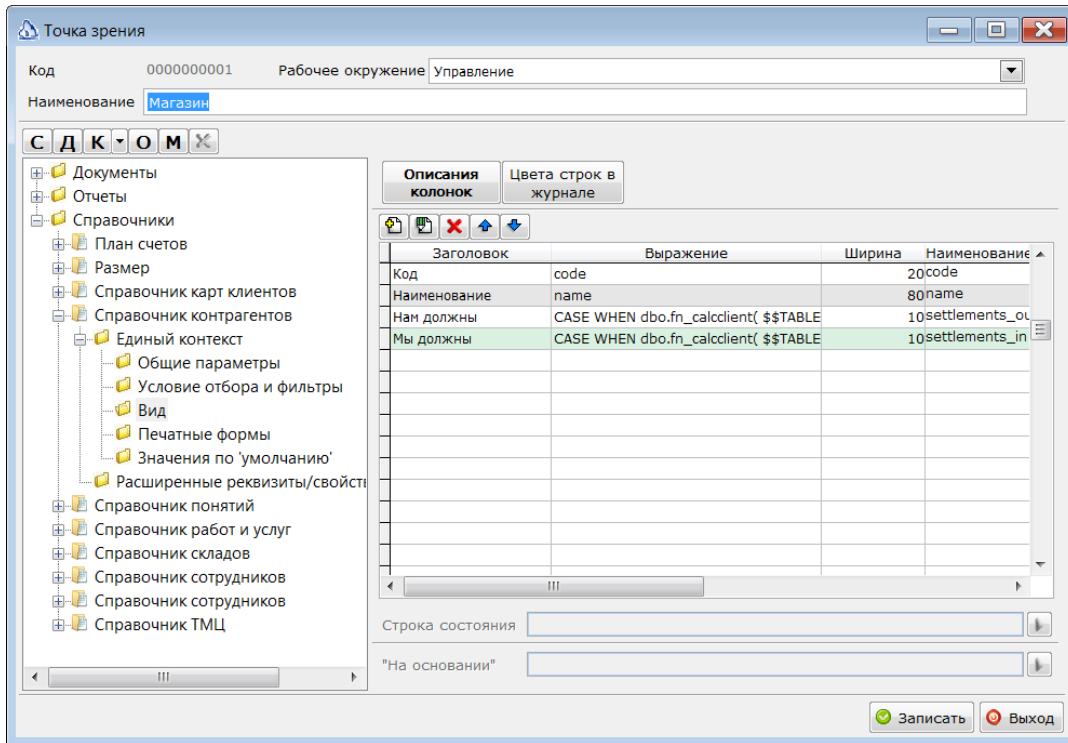 Точка зрения
Код 0000000001 Рабочее окружение Управление
Наименование Магазин
С Д К О М
Документы
Отчеты
Справочники
План счетов
Размер
Справочник карт клиентов
Справочник контрагентов
Единый контекст
Общие параметры
Условие отбора и фильтры
Вид
Печатные формы
Значения по 'умолчанию'
Расширенные реквизиты/свойств
Справочник понятий
Справочник работ и услуг
Справочник складов
Справочник сотрудников
Справочник сотрудников
Справочник ТМЦ
Описания колонок
Цвета строк в журнале
Заголовок Выражение Ширина Наименование
Код code 20 code
Наименование name 80 name
Нам должны CASE WHEN dbo.fn_calcclient( $$TABLE 10 settlements_ou
Мы должны CASE WHEN dbo.fn_calcclient( $$TABLE 10 settlements_in
Строка состояния
"На основании"
Записать Выход